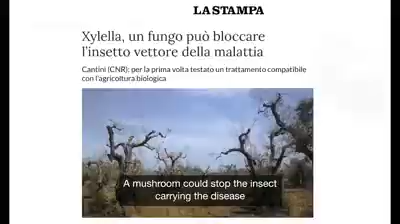 LA STAMPA
Xylella, un fungo può bloccare
l'insetto vettore della malattia
Cantini (CNR): per la prima volta testato un trattamento compatibile
con l'agricoltura biologica
A mushroom could stop the insect
carrying the disease